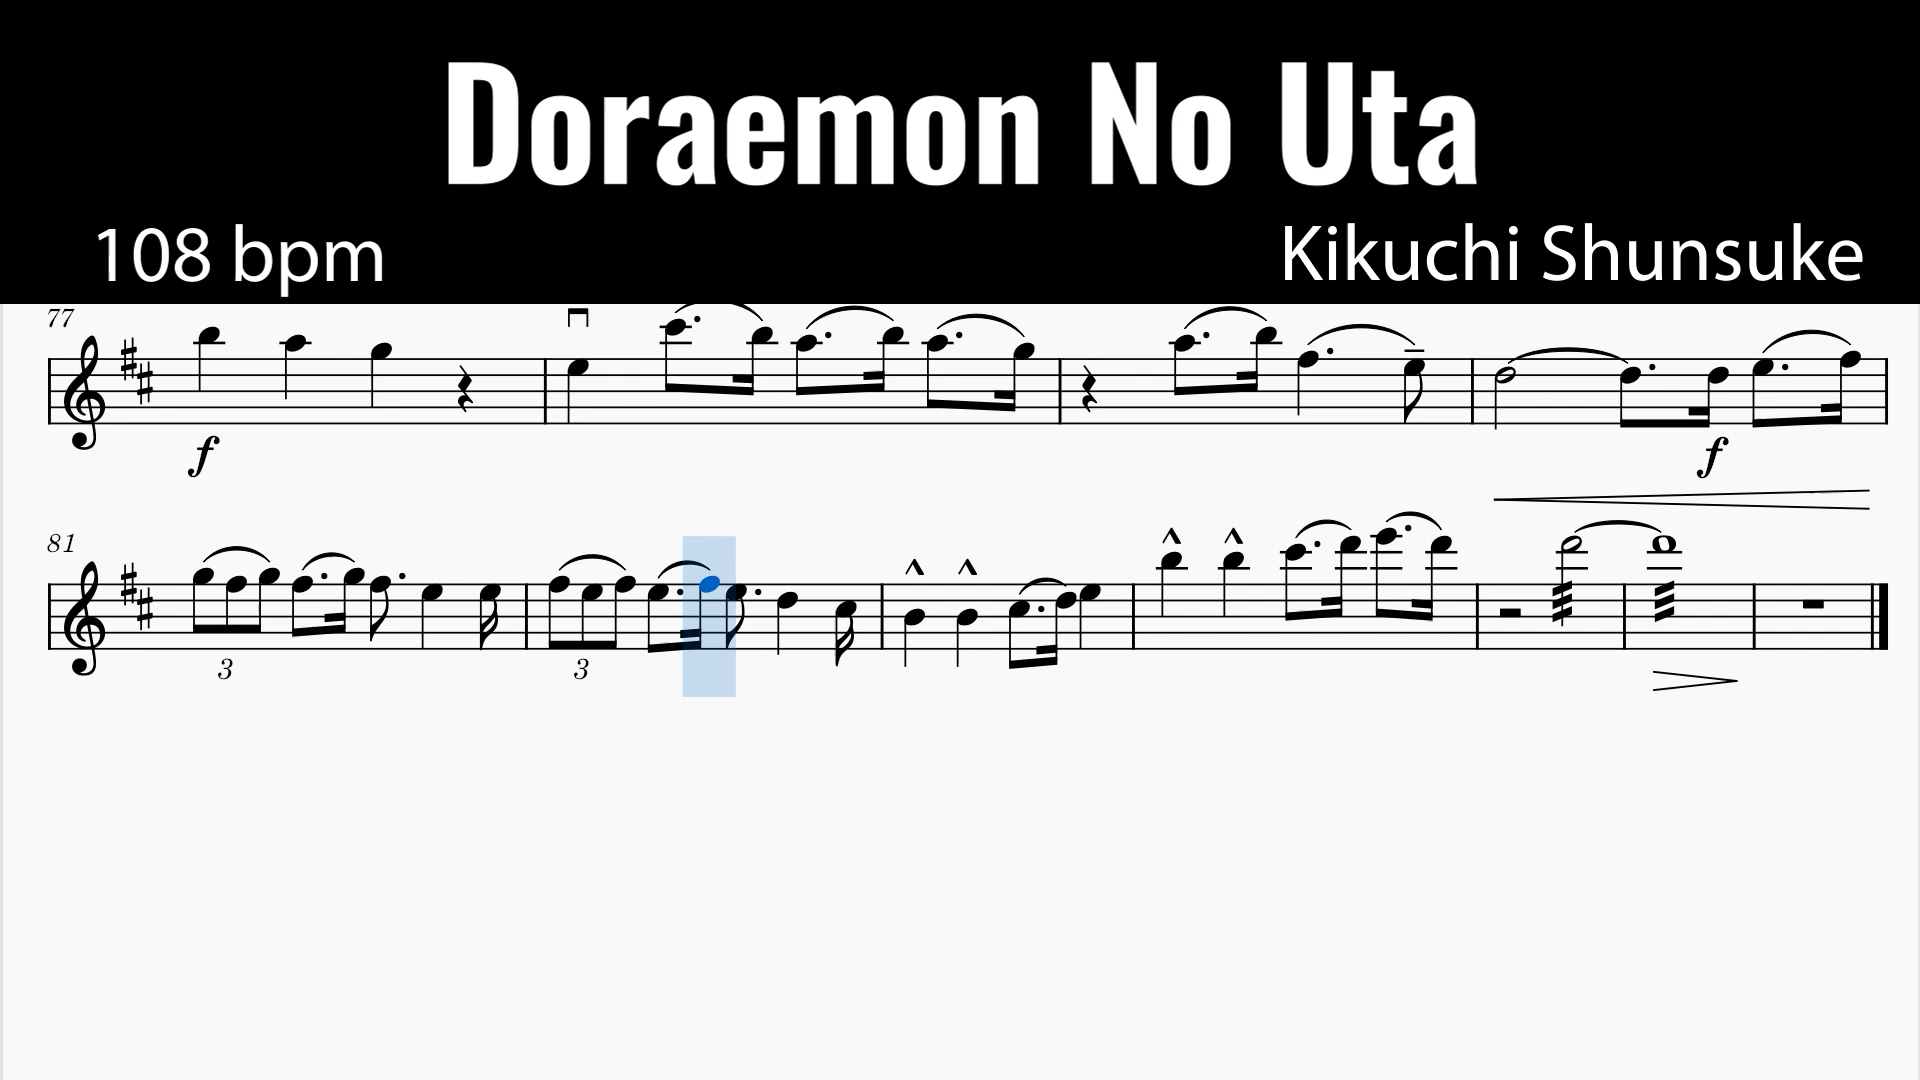 Doraemon No Uta
108 bpm
Kikuchi Shunsuke
77
f
f
81
3
3